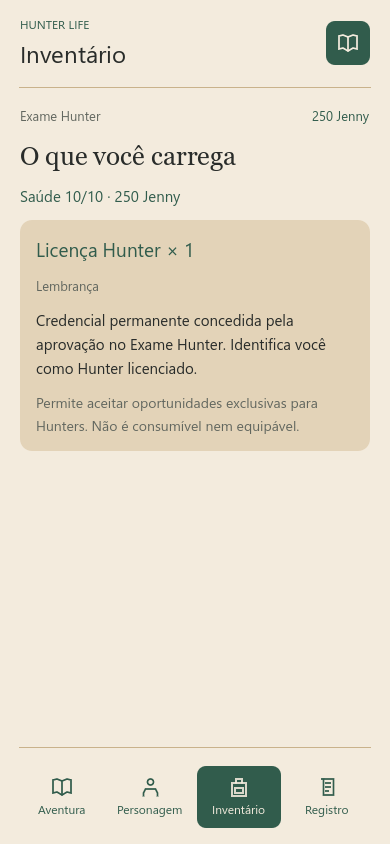 HUNTER LIFE
Inventário
Exame Hunter
250 Jenny
O que você carrega
Saúde 10/10 · 250 Jenny
Licença Hunter × 1
Lembrança
Credencial permanente concedida pela
aprovação no Exame Hunter. Identifica você
como Hunter licenciado.
Permite aceitar oportunidades exclusivas para
Hunters. Não é consumível nem equipável.
Aventura
Personagem
Inventário
Registro